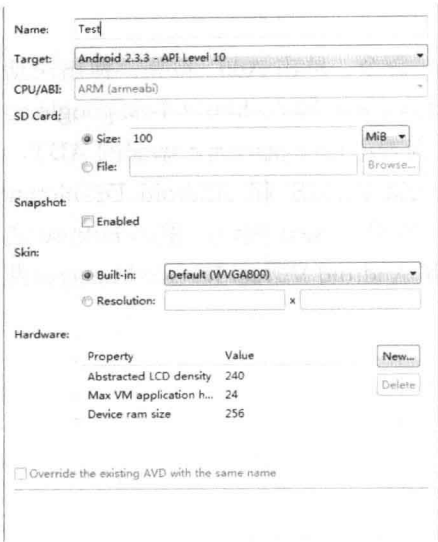 Name: Test
Target: Android 2.3.3 - API Level 10
CPU/ABI: ARM (armeabi)
SD Card:
Size: 100 MiB
File: Browse...
Snapshot:
Enabled
Skin:
Built-in: Default (WVGA800)
Resolution: x
Hardware:
Property Value New...
Abstracted LCD density 240 Delete
Max VM application h... 24
Device ram size 256
Override the existing AVD with the same name